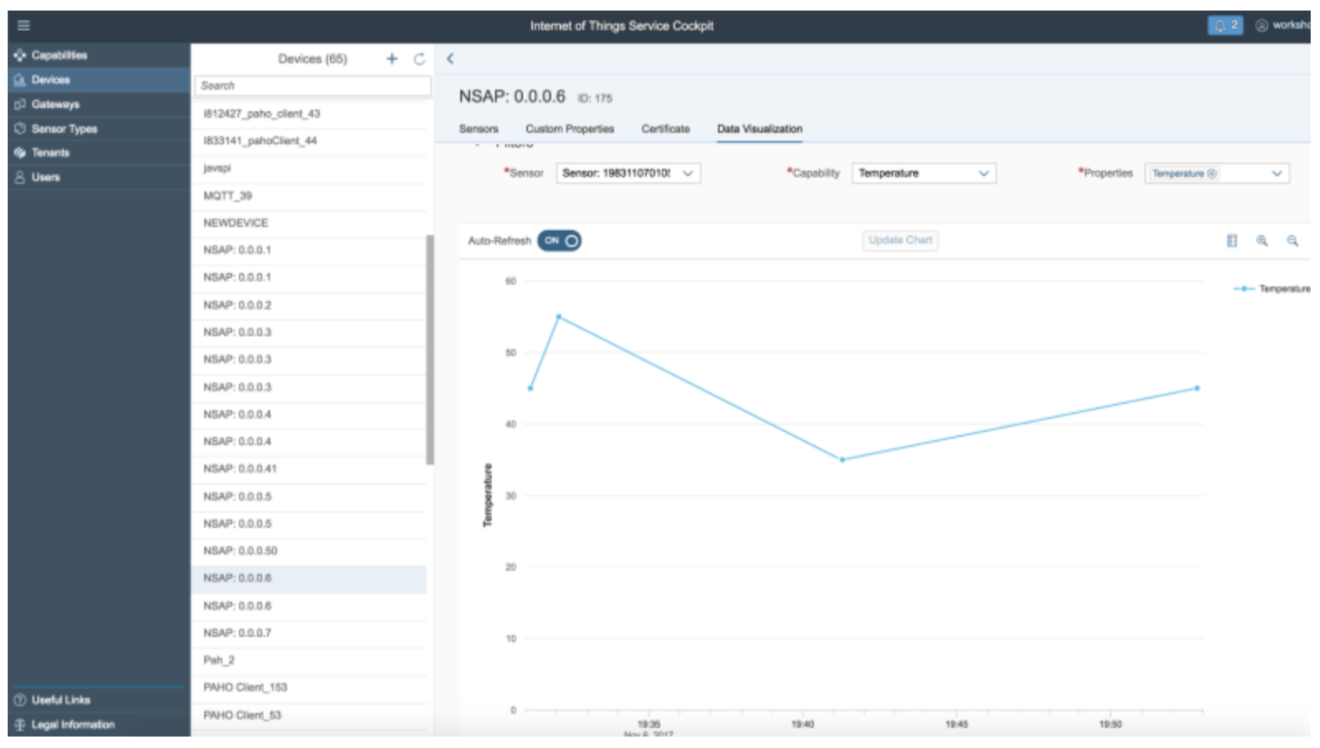 Internet of Things Service Cockpit
2
worksho
Capabilities
Devices
Gateways
Sensor Types
Tenants
Users
Useful Links
Legal Information
Devices (65)
Search
I812427_paho_client_43
I833141_pahoClient_44
javspi
MQTT_39
NEWDEVICE
NSAP: 0.0.0.1
NSAP: 0.0.0.1
NSAP: 0.0.0.2
NSAP: 0.0.0.3
NSAP: 0.0.0.3
NSAP: 0.0.0.3
NSAP: 0.0.0.4
NSAP: 0.0.0.4
NSAP: 0.0.0.41
NSAP: 0.0.0.5
NSAP: 0.0.0.5
NSAP: 0.0.0.50
NSAP: 0.0.0.6
NSAP: 0.0.0.6
NSAP: 0.0.0.7
Pah_2
PAHO Client_153
PAHO Client_53
NSAP: 0.0.0.6 ID: 175
Sensors Custom Properties Certificate Data Visualization
Filters
*Sensor Sensor: 198311070105 *Capability Temperature *Properties Temperature
Auto-Refresh ON Update Chart
Temperature
Temperature
60
50
40
30
20
10
0
19:35 19:40 19:45 19:50
Nov 6, 2017